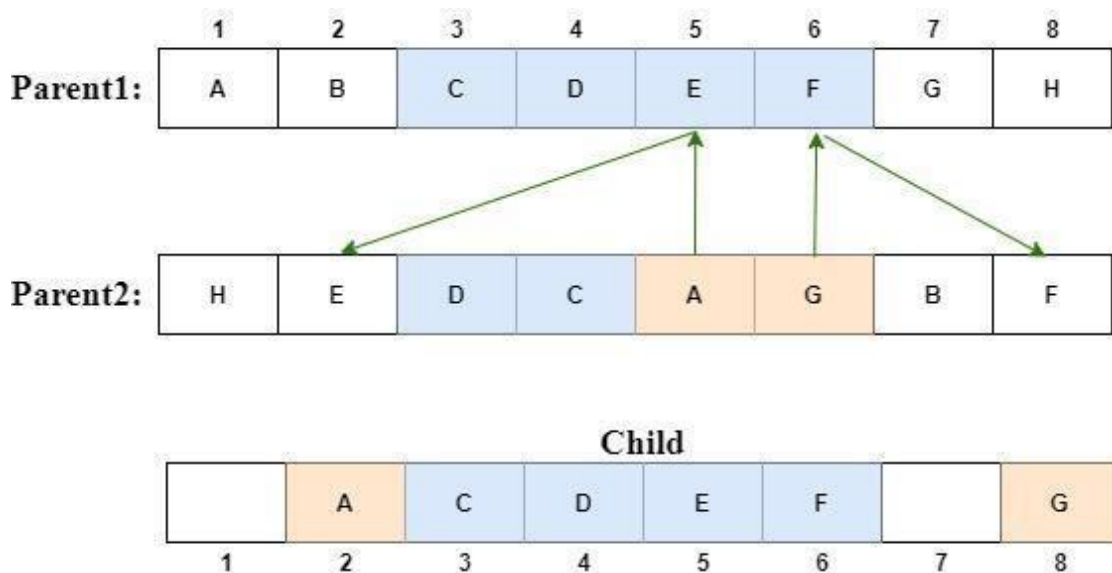 1 2 3 4 5 6 7 8
Parent1: A B C D E F G H
Parent2: H E D C A G B F
Child
A C D E F G
1 2 3 4 5 6 7 8